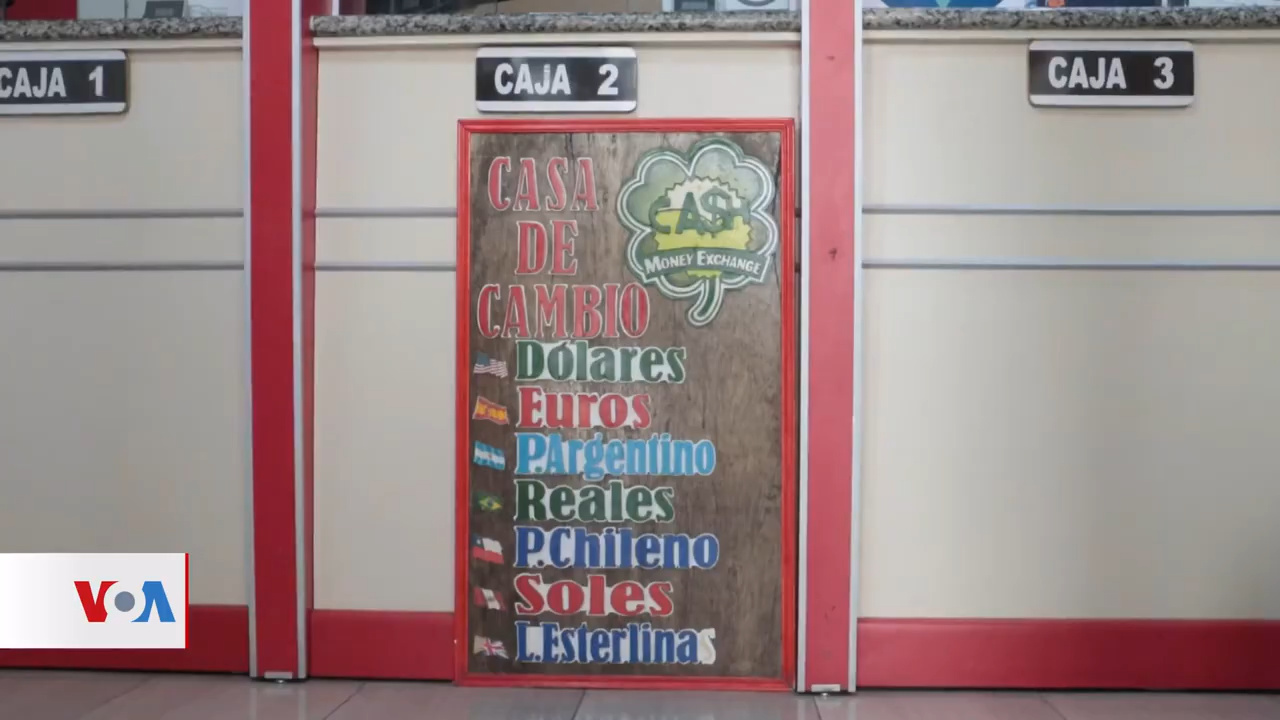 CAJA 1
CAJA 2
CAJA 3
CASA
DE
CAMBIO
CA$H
MONEY EXCHANGE
Dólares
Euros
P.Argentino
Reales
P.Chileno
Soles
L.Esterlinas
VOA